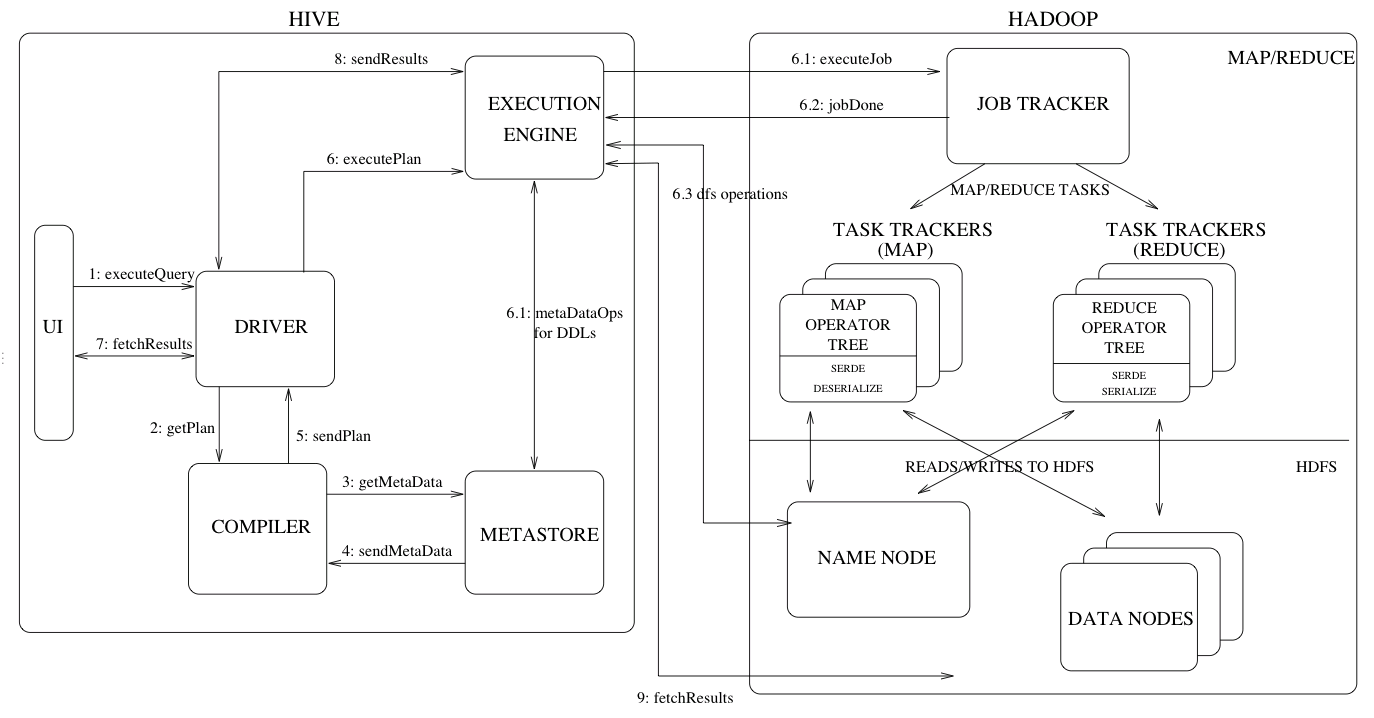 HIVE
HADOOP
MAP/REDUCE
8: sendResults
6.1: executeJob
EXECUTION
ENGINE
JOB TRACKER
6.2: jobDone
6: executePlan
6.3 dfs operations
MAP/REDUCE TASKS
TASK TRACKERS
(MAP)
TASK TRACKERS
(REDUCE)
1: executeQuery
UI
DRIVER
7: fetchResults
6.1: metaDataOps
for DDLs
MAP
OPERATOR
TREE
SERDE
DESERIALIZE
REDUCE
OPERATOR
TREE
SERDE
SERIALIZE
2: getPlan
5: sendPlan
READS/WRITES TO HDFS
HDFS
3: getMetaData
COMPILER
METASTORE
4: sendMetaData
NAME NODE
DATA NODES
9: fetchResults